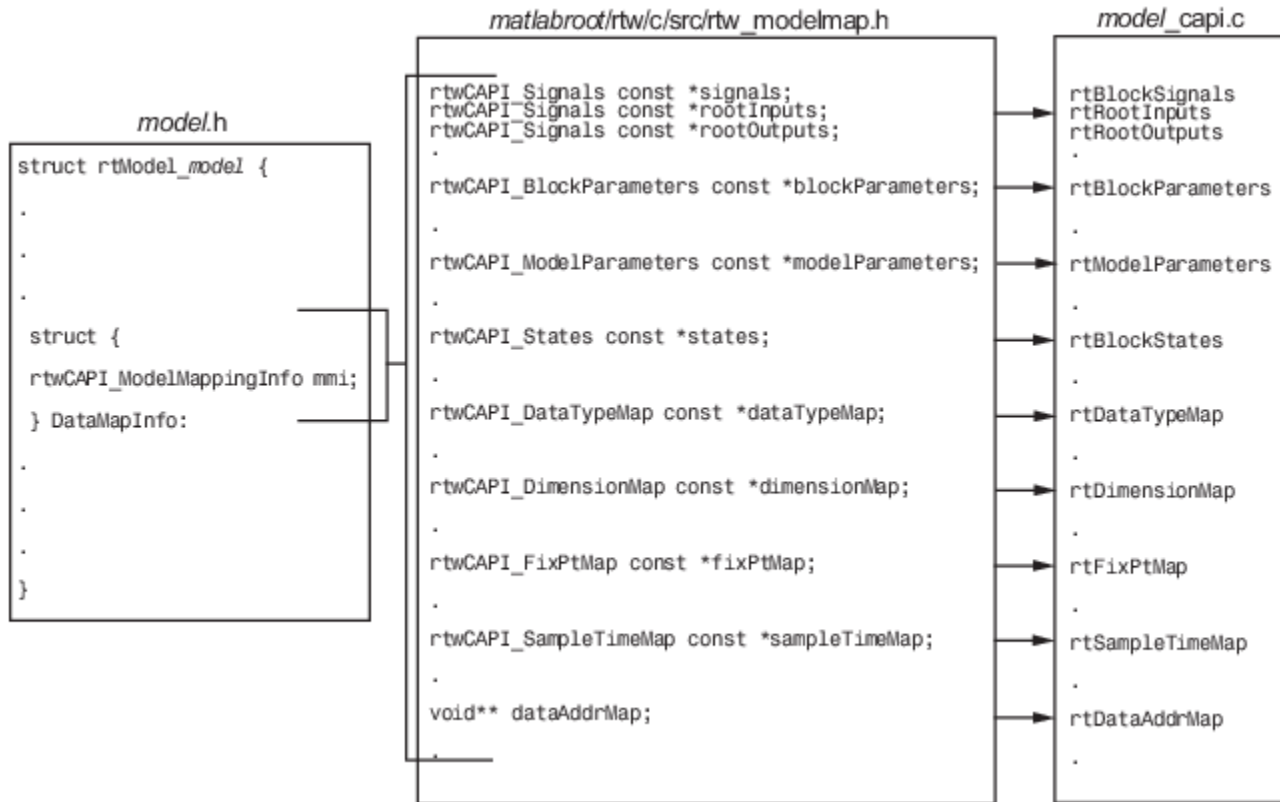 matlabroot/rtw/c/src/rtw_modelmap.h
model_capi.c
model.h
struct rtModel_model {
.
.
.
struct {
rtwCAPI_ModelMappingInfo mmi;
} DataMapInfo:
.
.
.
}
rtwCAPI_Signals const *signals;
rtwCAPI_Signals const *rootInputs;
rtwCAPI_Signals const *rootOutputs;
.
rtwCAPI_BlockParameters const *blockParameters;
.
rtwCAPI_ModelParameters const *modelParameters;
.
rtwCAPI_States const *states;
.
rtwCAPI_DataTypeMap const *dataTypeMap;
.
rtwCAPI_DimensionMap const *dimensionMap;
.
rtwCAPI_FixPtMap const *fixPtMap;
.
rtwCAPI_SampleTimeMap const *sampleTimeMap;
.
void** dataAddrMap;
.
rtBlockSignals
rtRootInputs
rtRootOutputs
.
rtBlockParameters
.
rtModelParameters
.
rtBlockStates
.
rtDataTypeMap
.
rtDimensionMap
.
rtFixPtMap
.
rtSampleTimeMap
.
rtDataAddrMap
.